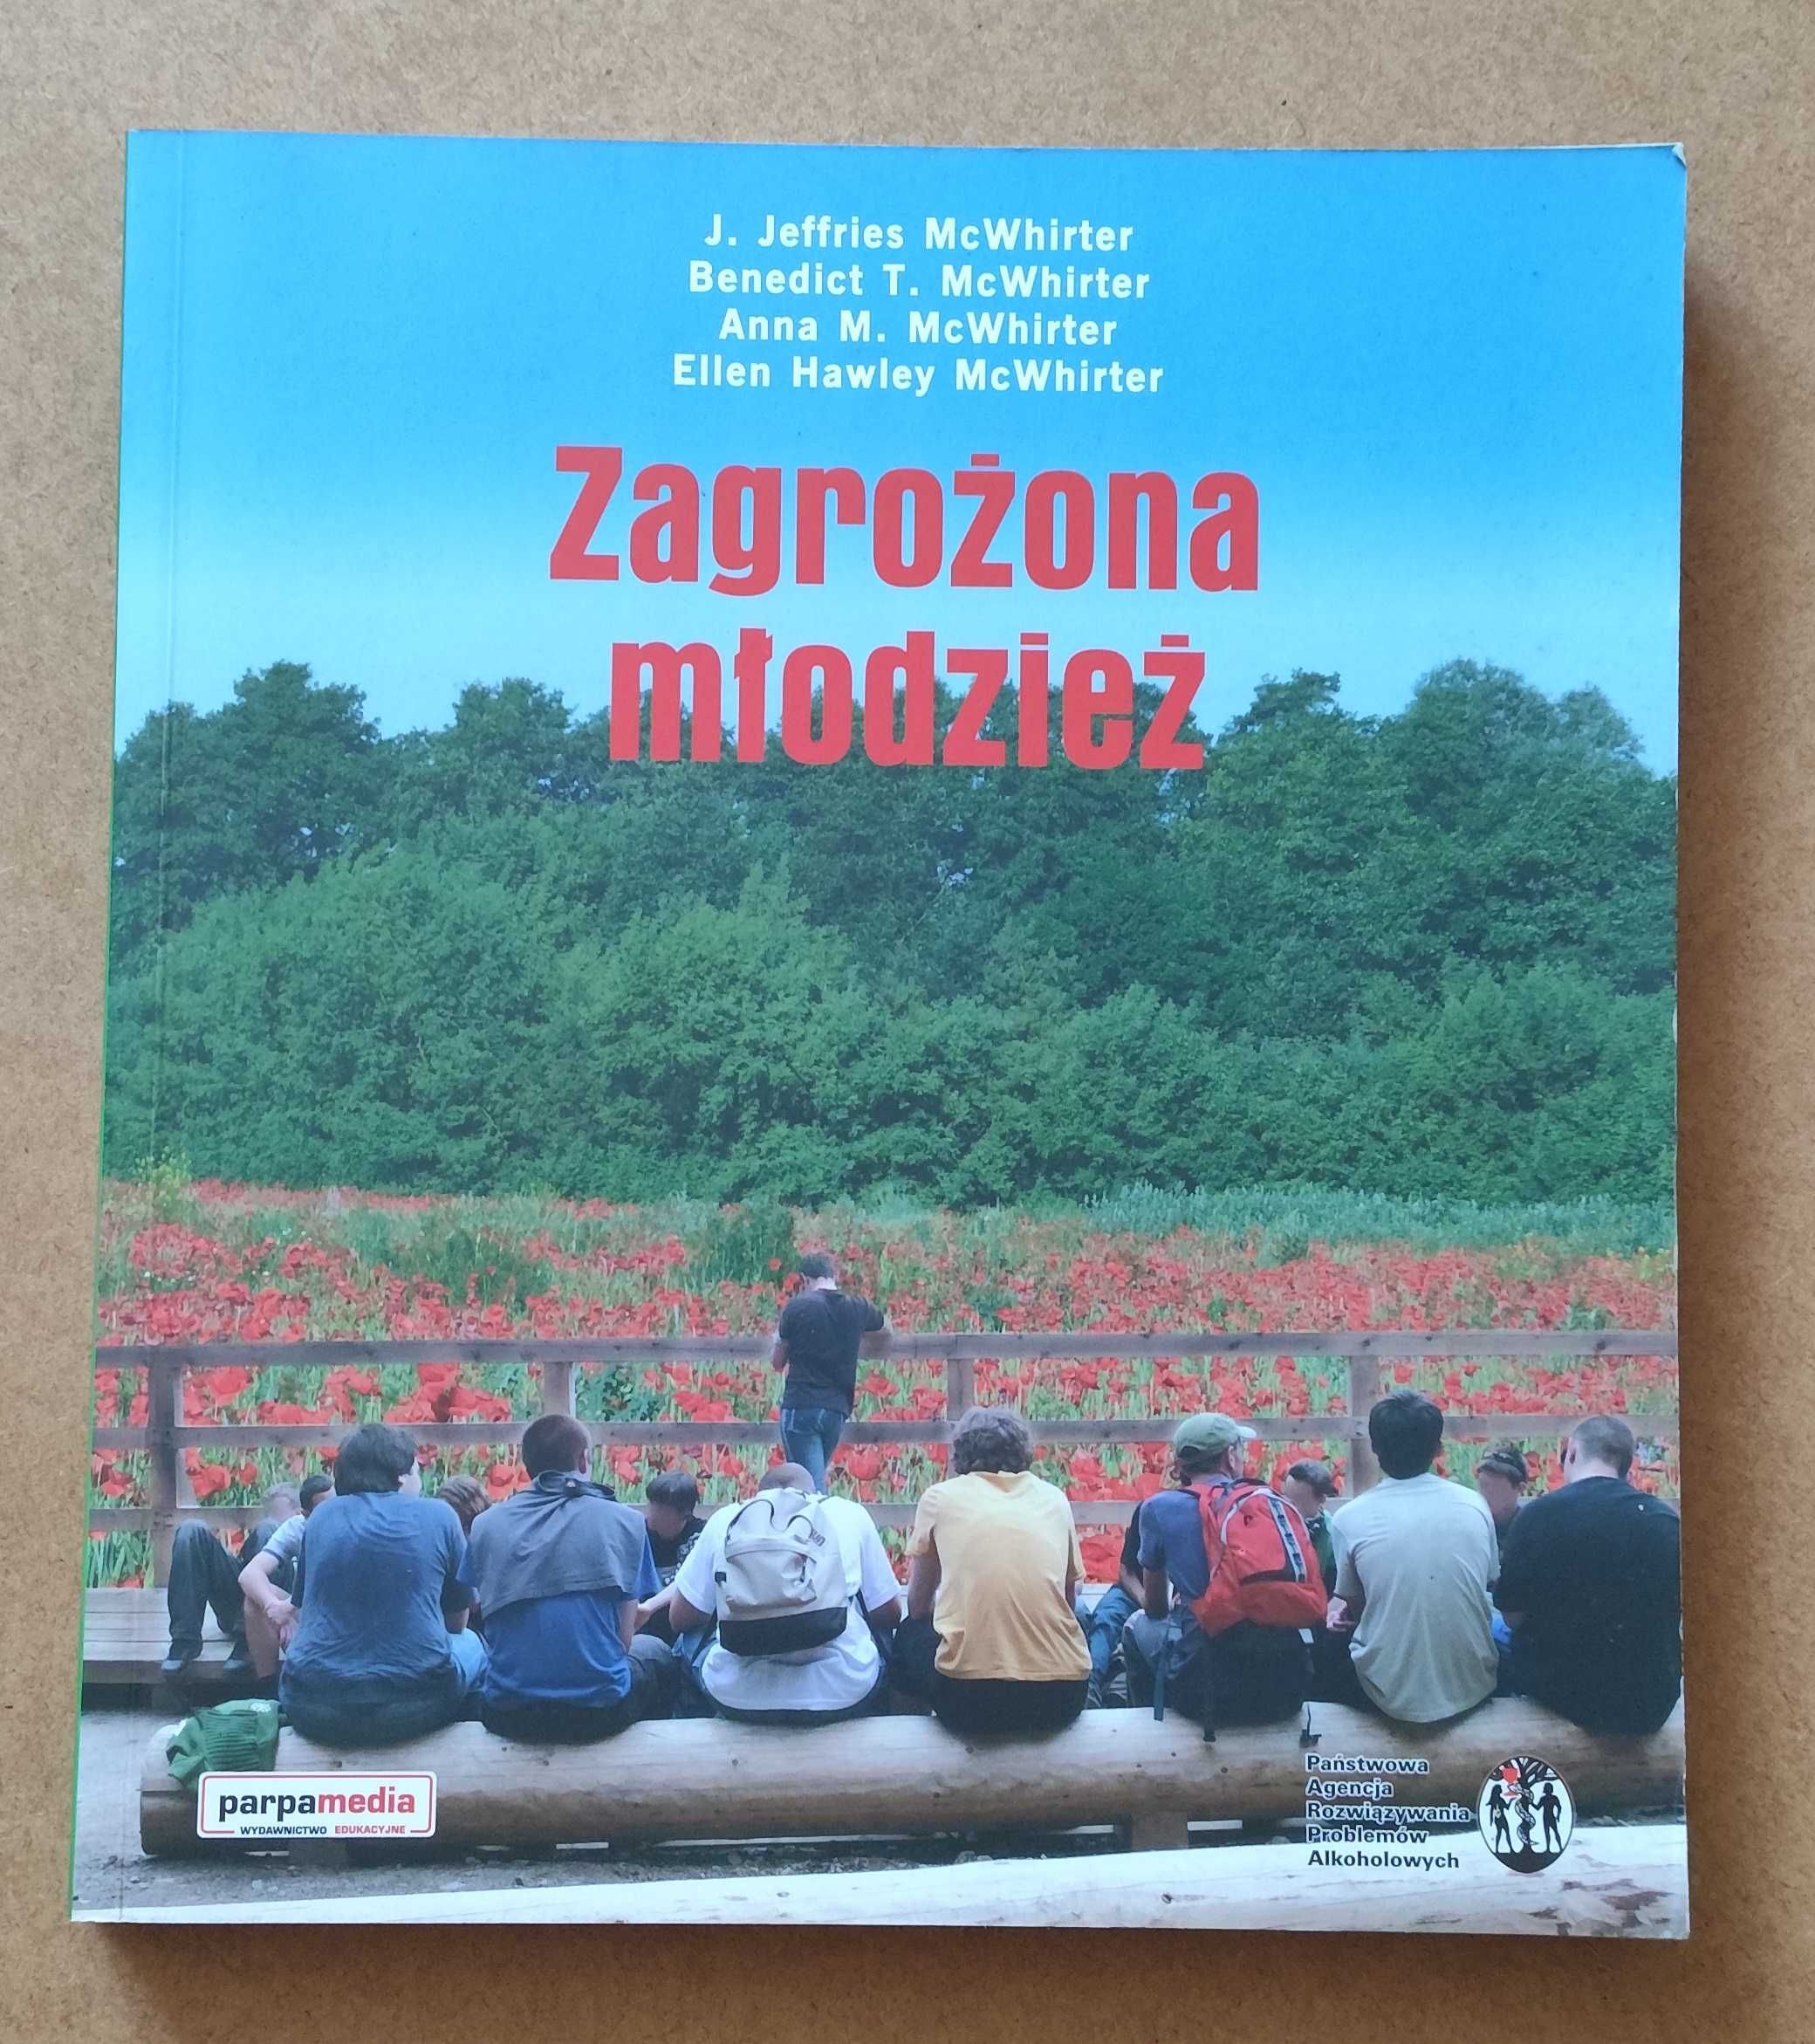 J. Jeffries McWhirter
Benedict T. McWhirter
Anna M. McWhirter
Ellen Hawley McWhirter
Zagrożona
młodzież
parpamedia
WYDAWNICTWO EDUKACYJNE
Państwowa
Agencja
Rozwiązywania
Problemów
Alkoholowych